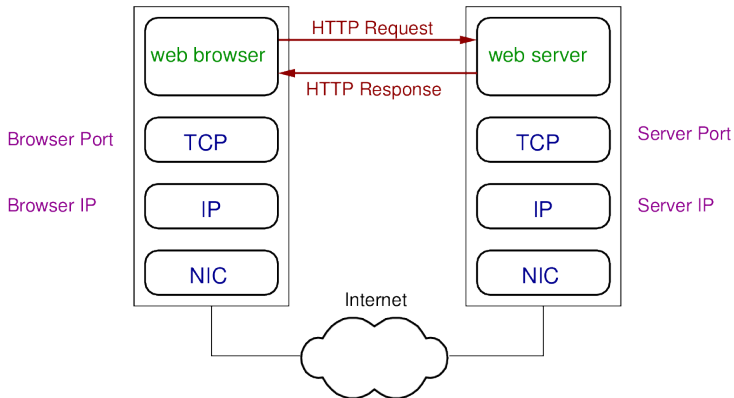 HTTP Request
web browser
web server
HTTP Response
Browser Port
TCP
TCP
Server Port
Browser IP
IP
IP
Server IP
NIC
NIC
Internet